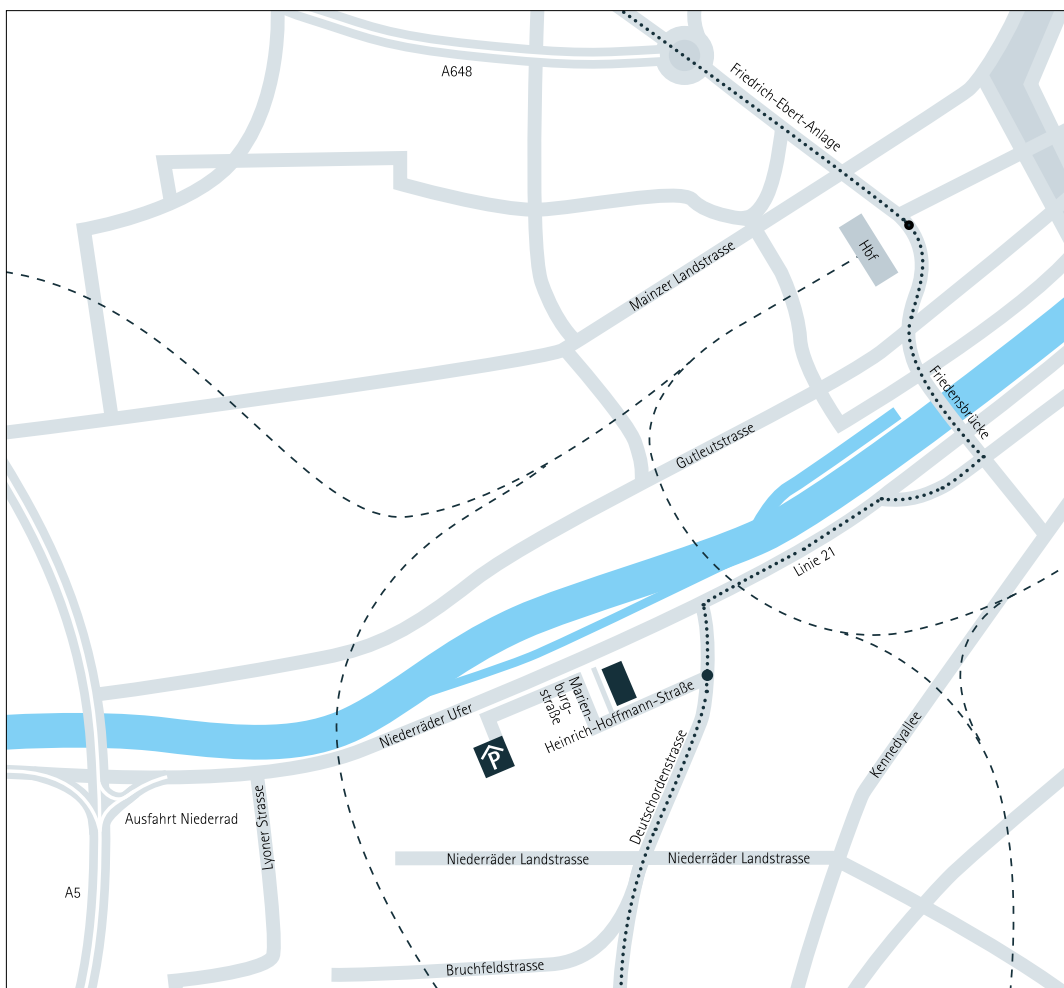 A648
Friedrich-Ebert-Anlage
Hbf
Mainzer Landstrasse
Friedensbrücke
Gutleutstrasse
Linie 21
Marien-
burg-
straße
Heinrich-Hoffmann-Straße
Niederräder Ufer
P
Kennedyallee
Deutschordenstrasse
Ausfahrt Niederrad
Lyoner Strasse
Niederräder Landstrasse
Niederräder Landstrasse
A5
Bruchfeldstrasse